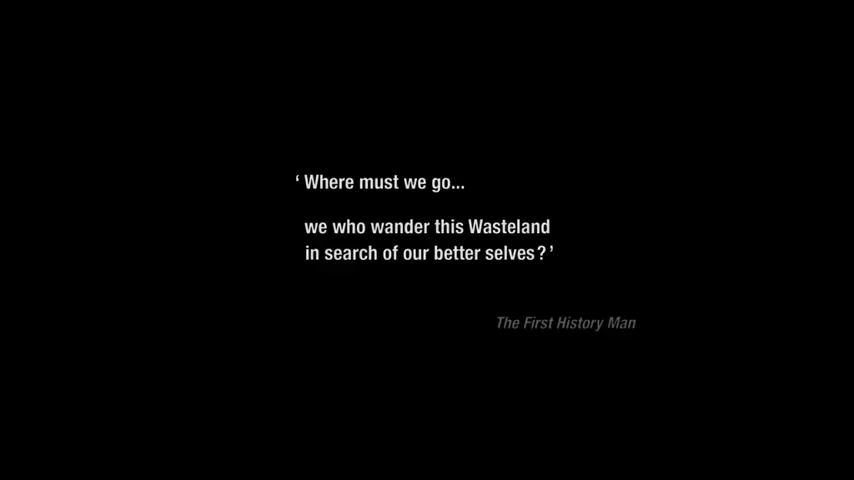 ‘ Where must we go...
we who wander this Wasteland
in search of our better selves? ’
The First History Man